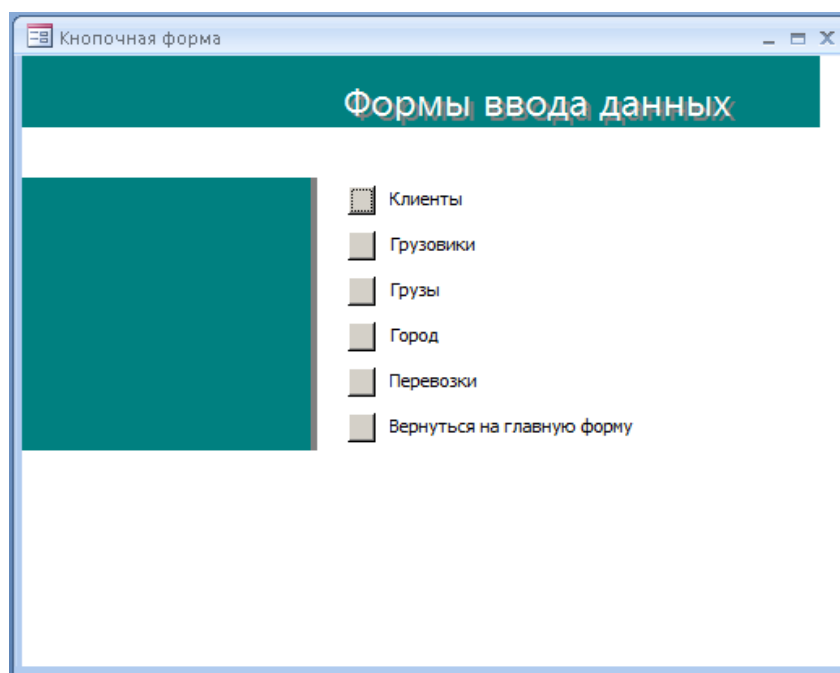 Кнопочная форма
Формы ввода данных
Клиенты
Грузовики
Грузы
Город
Перевозки
Вернуться на главную форму